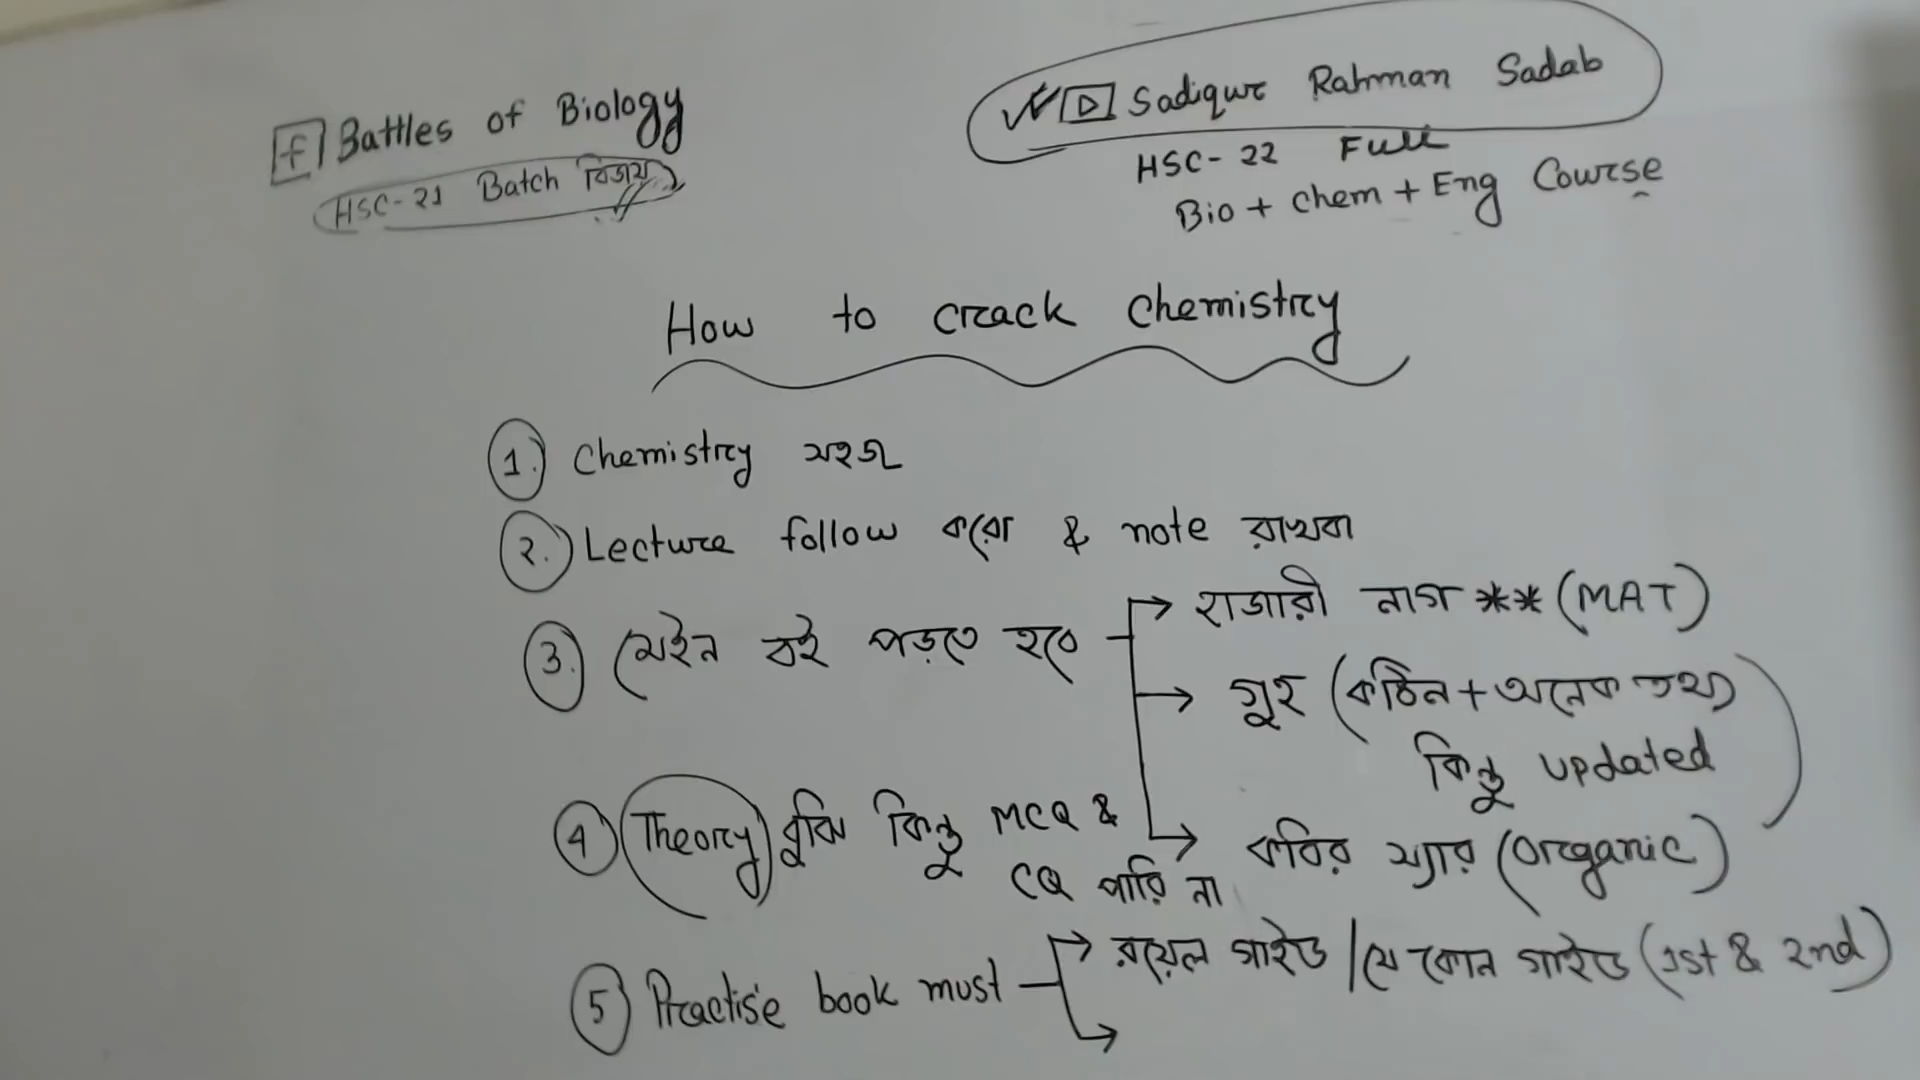 f Battles of Biology
HSC-21 Batch বিজয়
Sadiqur Rahman Sadab
HSC-22 Full
Bio + chem + Eng Course
How to crack chemistry
1. Chemistry সহজ
2. Lecture follow করো & note রাখবা
3. মেইন বই পড়তে হবে → হাজারী নাগ ** (MAT)
→ গুহ (কঠিন + অনেক তথ্য
কিন্তু updated)
→ কবির স্যার (Organic)
4 Theory বুঝি কিন্তু MCQ &
CQ পারি না
5 Practise book must → রয়েল গাইড / যে কোন গাইড (1st & 2nd)
→